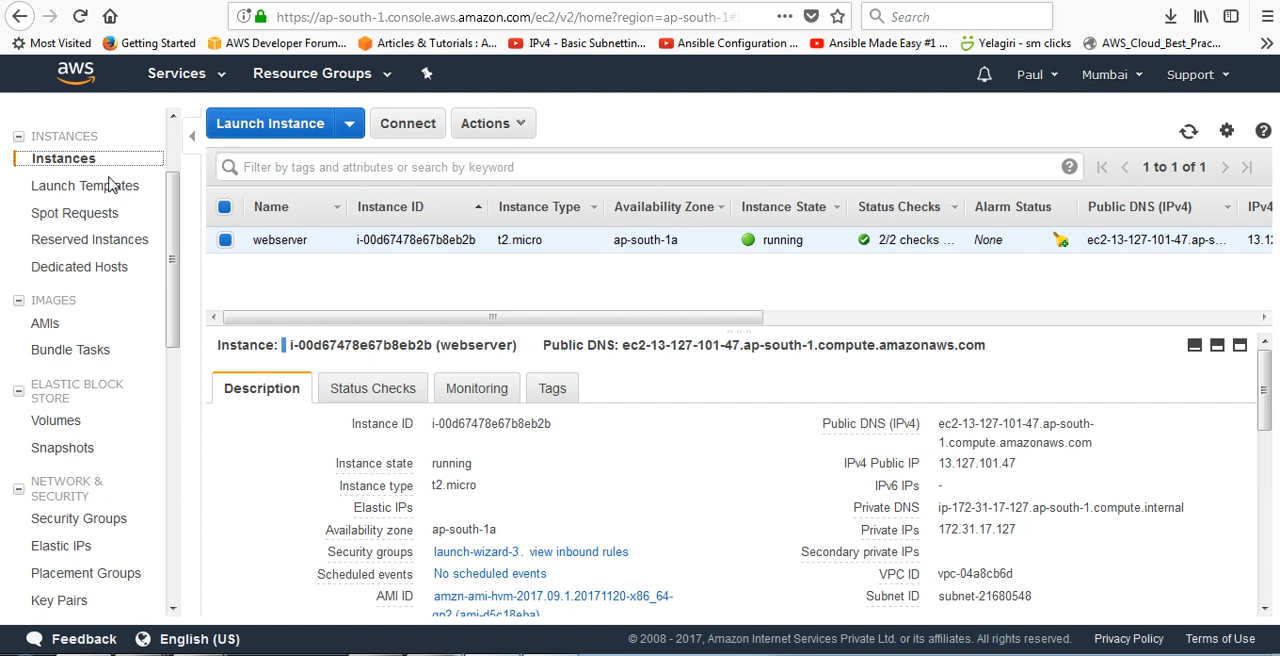 https://ap-south-1.console.aws.amazon.com/ec2/v2/home?region=ap-south-1#
Search
Most Visited
Getting Started
AWS Developer Forum...
Articles & Tutorials : A...
IPv4 - Basic Subnettin...
Ansible Configuration ...
Ansible Made Easy #1 ...
Yelagiri - sm clicks
AWS_Cloud_Best_Prac...
aws
Services
Resource Groups
Paul
Mumbai
Support
INSTANCES
Instances
Launch Templates
Spot Requests
Reserved Instances
Dedicated Hosts
IMAGES
AMIs
Bundle Tasks
ELASTIC BLOCK
STORE
Volumes
Snapshots
NETWORK &
SECURITY
Security Groups
Elastic IPs
Placement Groups
Key Pairs
Launch Instance
Connect
Actions
Filter by tags and attributes or search by keyword
1 to 1 of 1
Name Instance ID Instance Type Availability Zone Instance State Status Checks Alarm Status Public DNS (IPv4) IPv4
webserver i-00d67478e67b8eb2b t2.micro ap-south-1a running 2/2 checks ... None ec2-13-127-101-47.ap-s... 13.12
Instance: i-00d67478e67b8eb2b (webserver) Public DNS: ec2-13-127-101-47.ap-south-1.compute.amazonaws.com
Description Status Checks Monitoring Tags
Instance ID i-00d67478e67b8eb2b
Instance state running
Instance type t2.micro
Elastic IPs
Availability zone ap-south-1a
Security groups launch-wizard-3. view inbound rules
Scheduled events No scheduled events
AMI ID amzn-ami-hvm-2017.09.1.20171120-x86_64-
gp2 (ami-d5c18eba)
Public DNS (IPv4) ec2-13-127-101-47.ap-south-
1.compute.amazonaws.com
IPv4 Public IP 13.127.101.47
IPv6 IPs -
Private DNS ip-172-31-17-127.ap-south-1.compute.internal
Private IPs 172.31.17.127
Secondary private IPs
VPC ID vpc-04a8cb6d
Subnet ID subnet-21680548
Feedback
English (US)
© 2008 - 2017, Amazon Internet Services Private Ltd. or its affiliates. All rights reserved.
Privacy Policy
Terms of Use